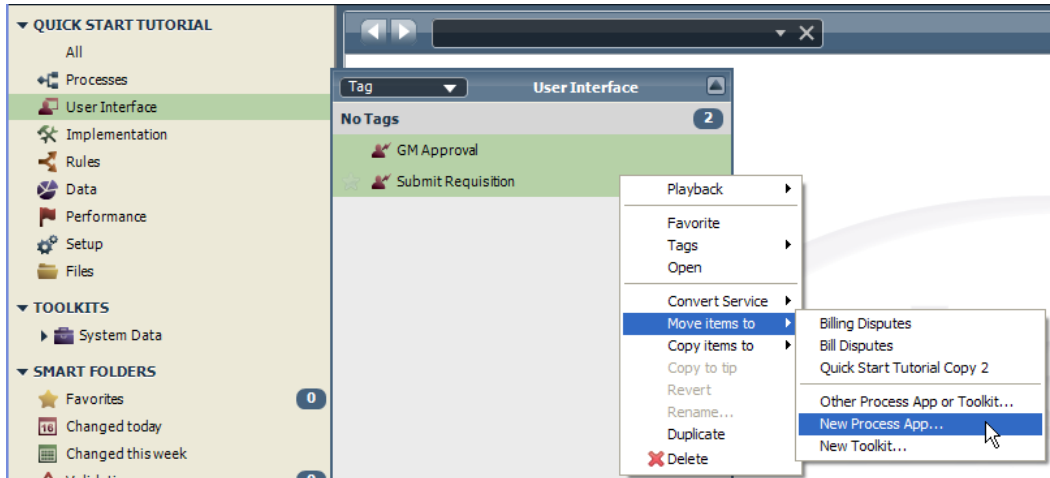 QUICK START TUTORIAL
All
Processes
User Interface
Implementation
Rules
Data
Performance
Setup
Files
TOOLKITS
System Data
SMART FOLDERS
Favorites 0
16 Changed today
Changed this week
Tag User Interface
No Tags 2
GM Approval
Submit Requisition
Playback
Favorite
Tags
Open
Convert Service
Move items to
Copy items to
Copy to tip
Revert
Rename...
Duplicate
Delete
Billing Disputes
Bill Disputes
Quick Start Tutorial Copy 2
Other Process App or Toolkit...
New Process App...
New Toolkit...